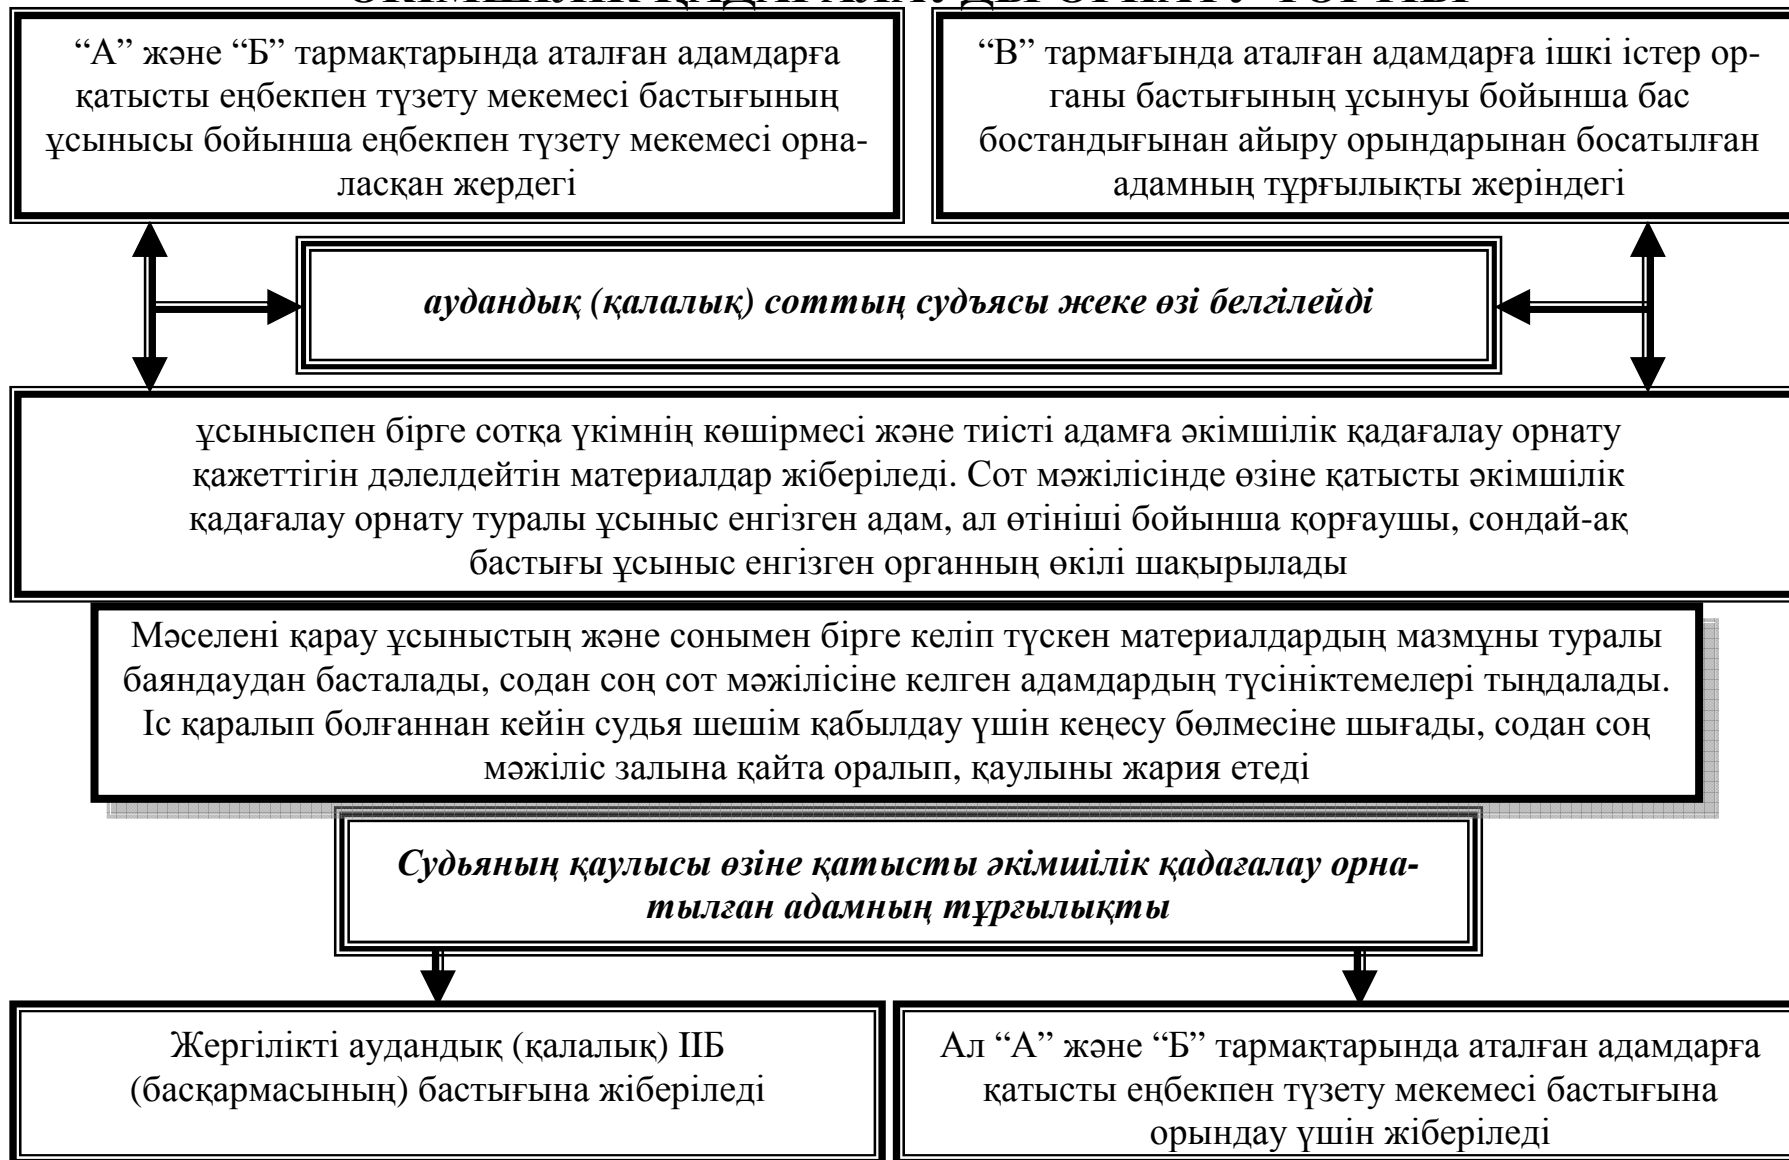 “А” және “Б” тармақтарында аталған адамдарға
қатысты еңбекпен түзету мекемесі бастығының
ұсынысы бойынша еңбекпен түзету мекемесі орна-
ласқан жердегі
“В” тармағында аталған адамдарға ішкі істер ор-
ганы бастығының ұсынуы бойынша бас
бостандығынан айыру орындарынан босатылған
адамның тұрғылықты жеріндегі
аудандық (қалалық) соттың судъясы жеке өзі белгілейді
ұсыныспен бірге сотқа үкімнің көшірмесі және тиісті адамға әкімшілік қадағалау орнату
қажеттігін дәлелдейтін материалдар жіберіледі. Сот мәжілісінде өзіне қатысты әкімшілік
қадағалау орнату туралы ұсыныс енгізген адам, ал өтініші бойынша қорғаушы, сондай-ақ
бастығы ұсыныс енгізген органның өкілі шақырылады
Мәселені қарау ұсыныстың және сонымен бірге келіп түскен материалдардың мазмұны туралы
баяндаудан басталады, содан соң сот мәжілісіне келген адамдардың түсініктемелері тыңдалады.
Іс қаралып болғаннан кейін судья шешім қабылдау үшін кеңесу бөлмесіне шығады, содан соң
мәжіліс залына қайта оралып, қаулыны жария етеді
Судьяның қаулысы өзіне қатысты әкімшілік қадағалау орна-
тылған адамның тұрғылықты
Жергілікті аудандық (қалалық) ІІБ
(басқармасының) бастығына жіберіледі
Ал “А” және “Б” тармақтарында аталған адамдарға
қатысты еңбекпен түзету мекемесі бастығына
орындау үшін жіберіледі